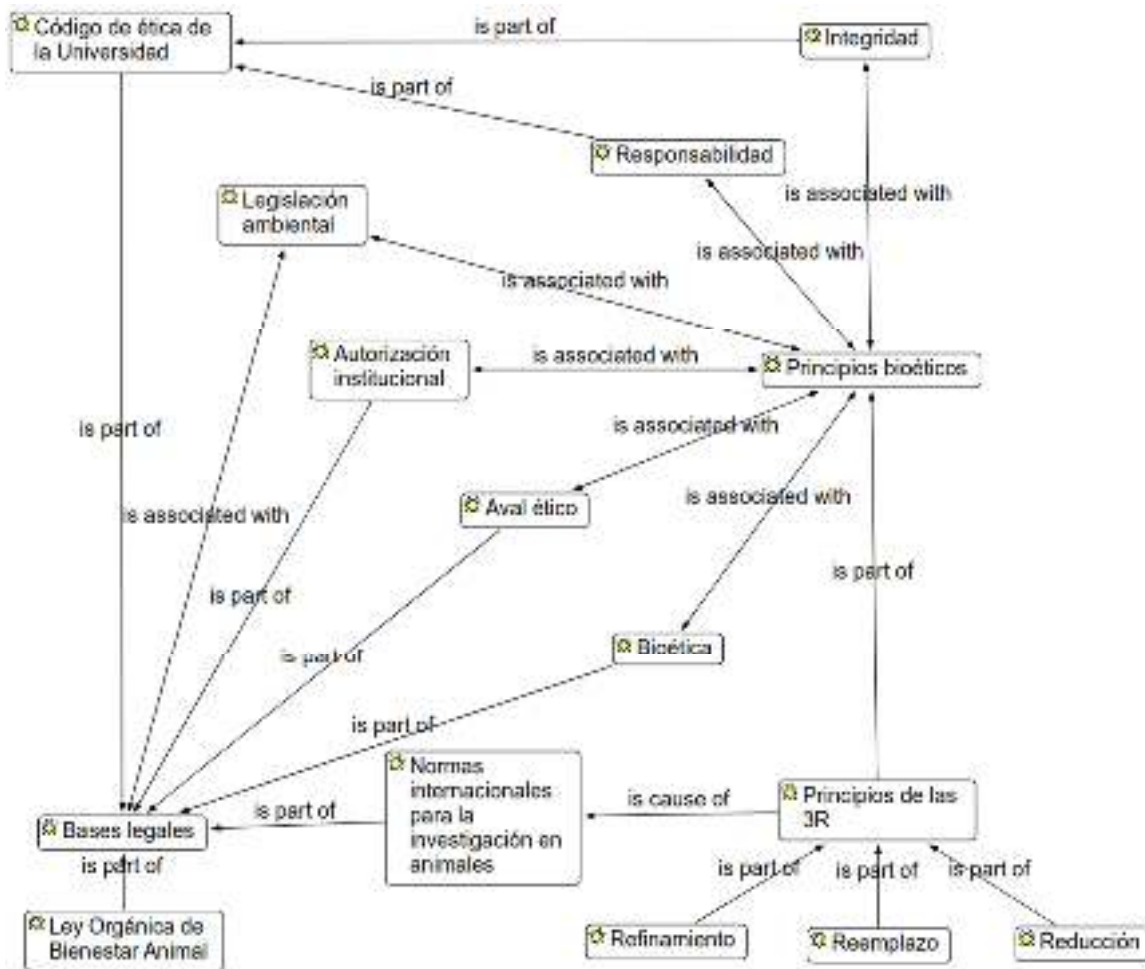 Código de ética de
la Universidad
is part of
Integridad
is part of
Responsabilidad
is associated with
Legislación
ambiental
is associated with
is associated with
Autorización
institucional
is associated with
Principios bioéticos
is part of
is associated with
Aval ético
is associated with
is associated with
is part of
is part of
Bioética
is part of
is part of
Normas
internacionales
para la
investigación en
animales
is cause of
Principios de las
3R
is part of
Bases legales
is part of
is part of
is part of
is part of
Ley Orgánica de
Bienestar Animal
Refinamiento
Reemplazo
Reducción